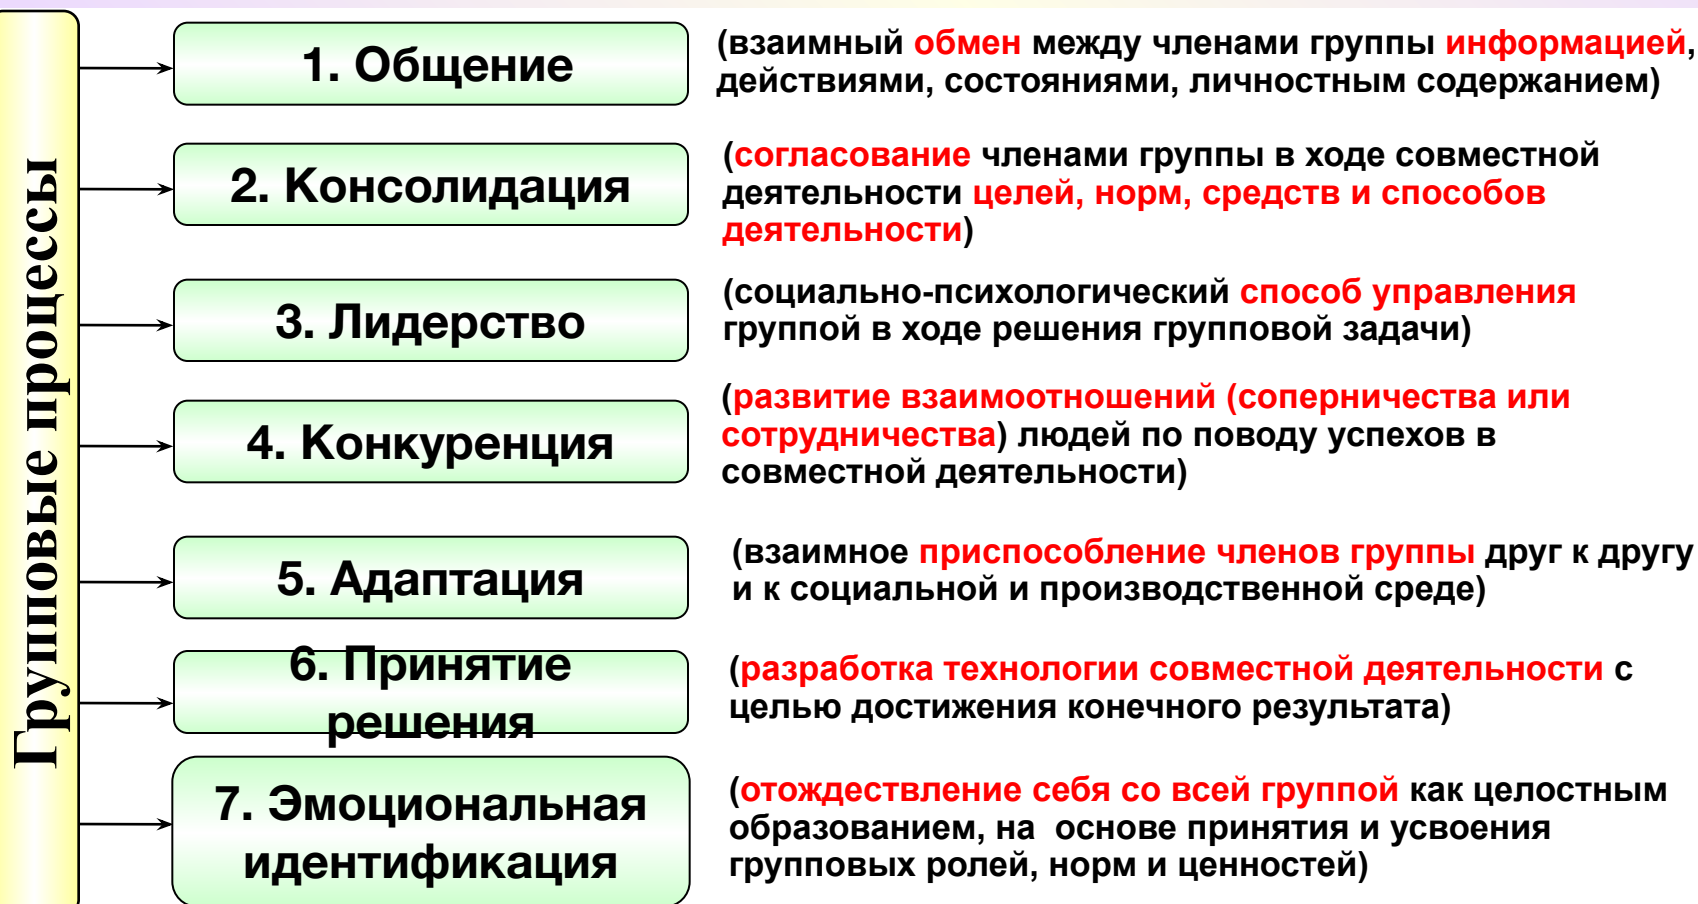 Групповые процессы
1. Общение
(взаимный обмен между членами группы информацией,
действиями, состояниями, личностным содержанием)
2. Консолидация
(согласование членами группы в ходе совместной
деятельности целей, норм, средств и способов
деятельности)
3. Лидерство
(социально-психологический способ управления
группой в ходе решения групповой задачи)
4. Конкуренция
(развитие взаимоотношений (соперничества или
сотрудничества) людей по поводу успехов в
совместной деятельности)
5. Адаптация
(взаимное приспособление членов группы друг к другу
и к социальной и производственной среде)
6. Принятие
решения
(разработка технологии совместной деятельности с
целью достижения конечного результата)
7. Эмоциональная
идентификация
(отождествление себя со всей группой как целостным
образованием, на основе принятия и усвоения
групповых ролей, норм и ценностей)